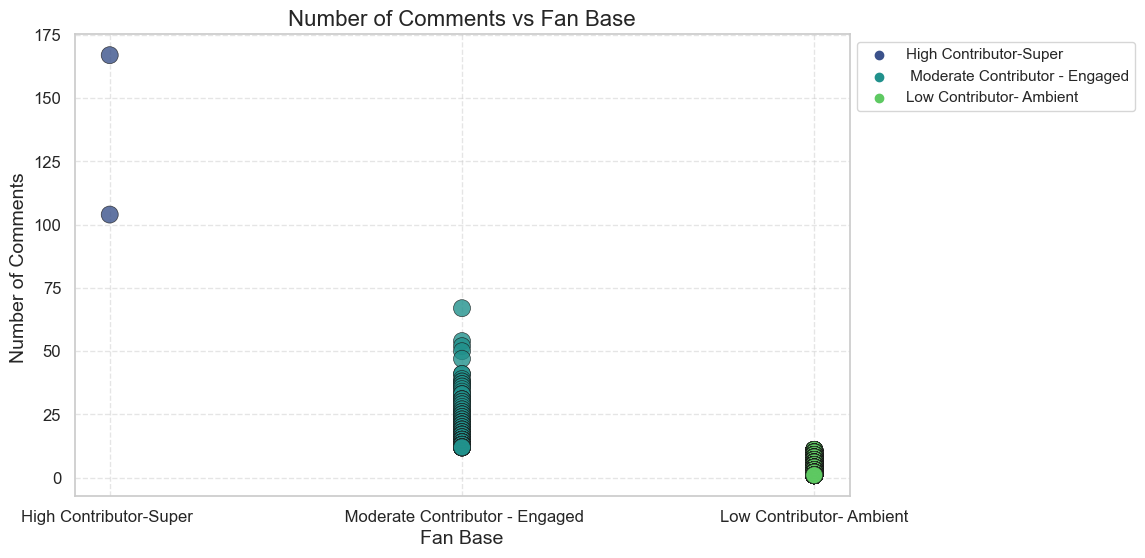 Number of Comments vs Fan Base
175
150
125
100
75
50
25
0
Number of Comments
High Contributor-Super
Moderate Contributor - Engaged
Low Contributor- Ambient
Fan Base
High Contributor-Super
Moderate Contributor - Engaged
Low Contributor- Ambient